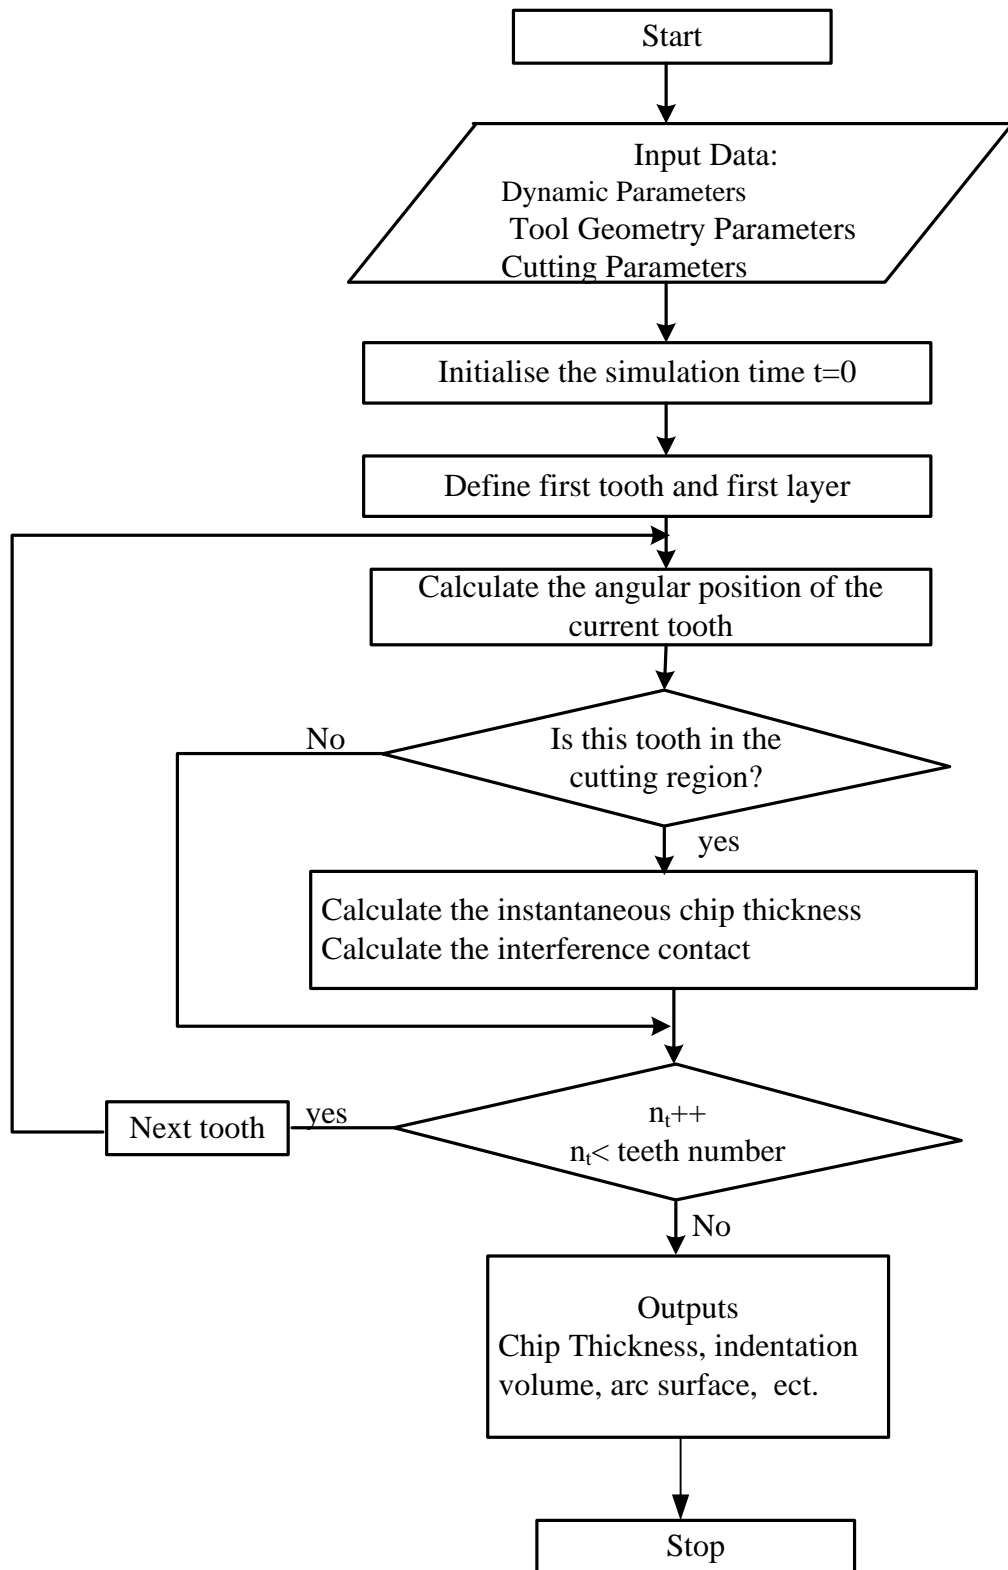 Start
Input Data:
Dynamic Parameters
Tool Geometry Parameters
Cutting Parameters
Initialise the simulation time t=0
Define first tooth and first layer
Calculate the angular position of the
current tooth
No
Is this tooth in the
cutting region?
yes
Calculate the instantaneous chip thickness
Calculate the interference contact
Next tooth
yes
nₜ++
nₜ< teeth number
No
Outputs
Chip Thickness, indentation
volume, arc surface, ect.
Stop